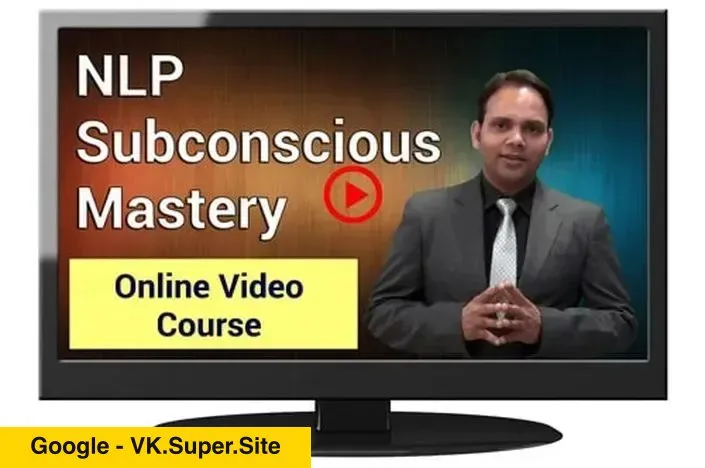 NLP
Subconscious
Mastery
Online Video
Course
Google - VK.Super.Site